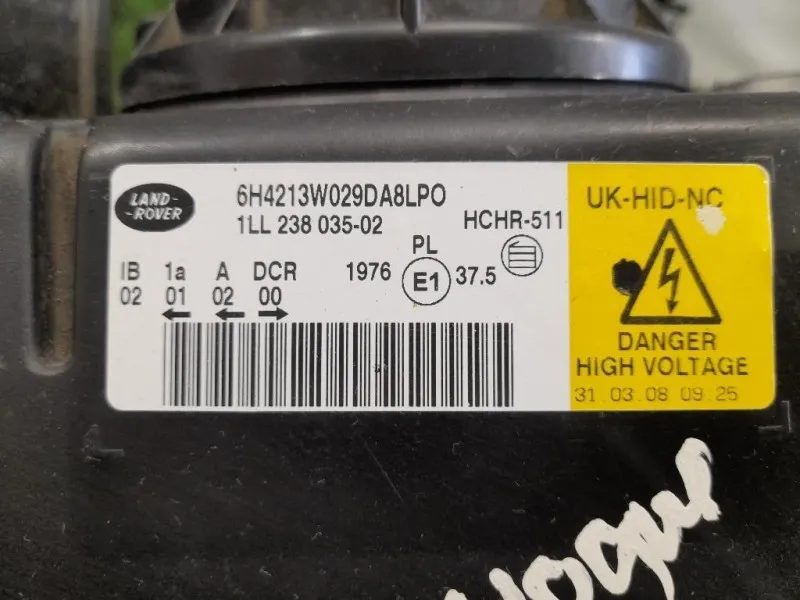 LAND-
-ROVER
6H4213W029DA8LPO
1LL 238 035-02
HCHR-511
UK-HID-NC
IB 1a A DCR
02 01 02 00
1976
PL
E1
37.5
DANGER
HIGH VOLTAGE
31.03.08 09.25